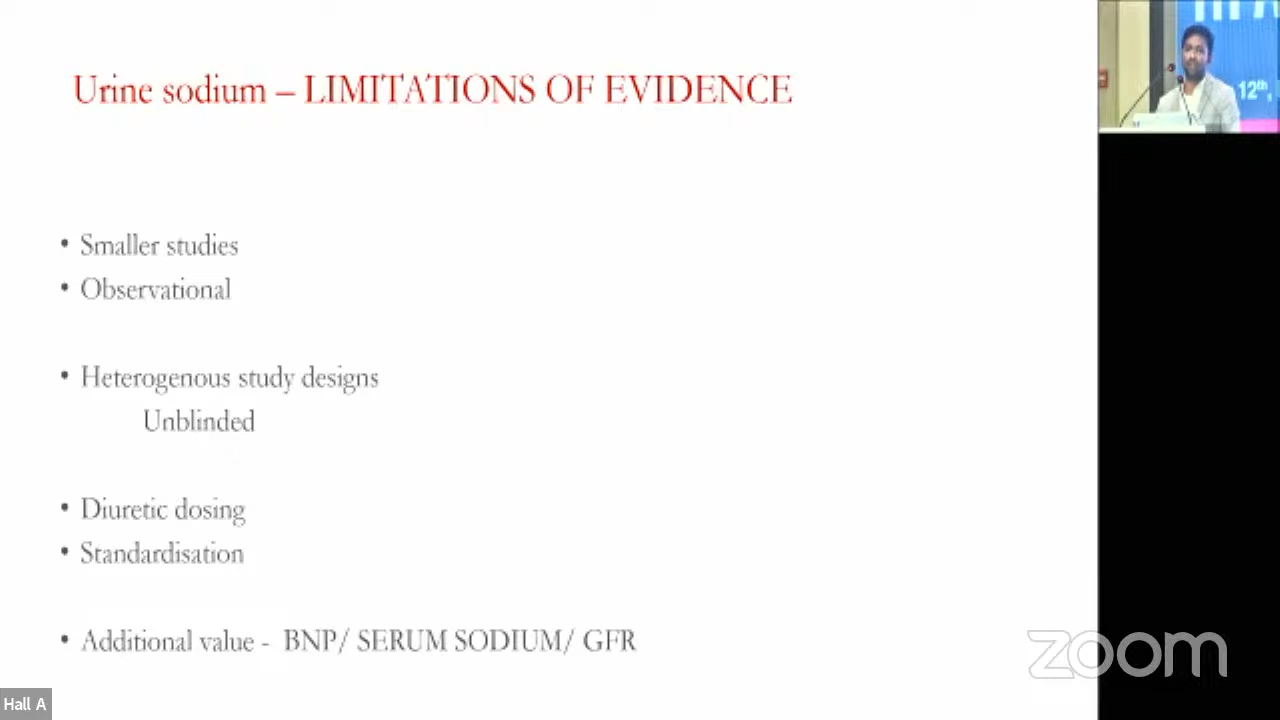 Urine sodium – LIMITATIONS OF EVIDENCE
12th,
• Smaller studies
• Observational
• Heterogenous study designs
Unblinded
• Diuretic dosing
• Standardisation
• Additional value - BNP/ SERUM SODIUM/ GFR
zoom
Hall A